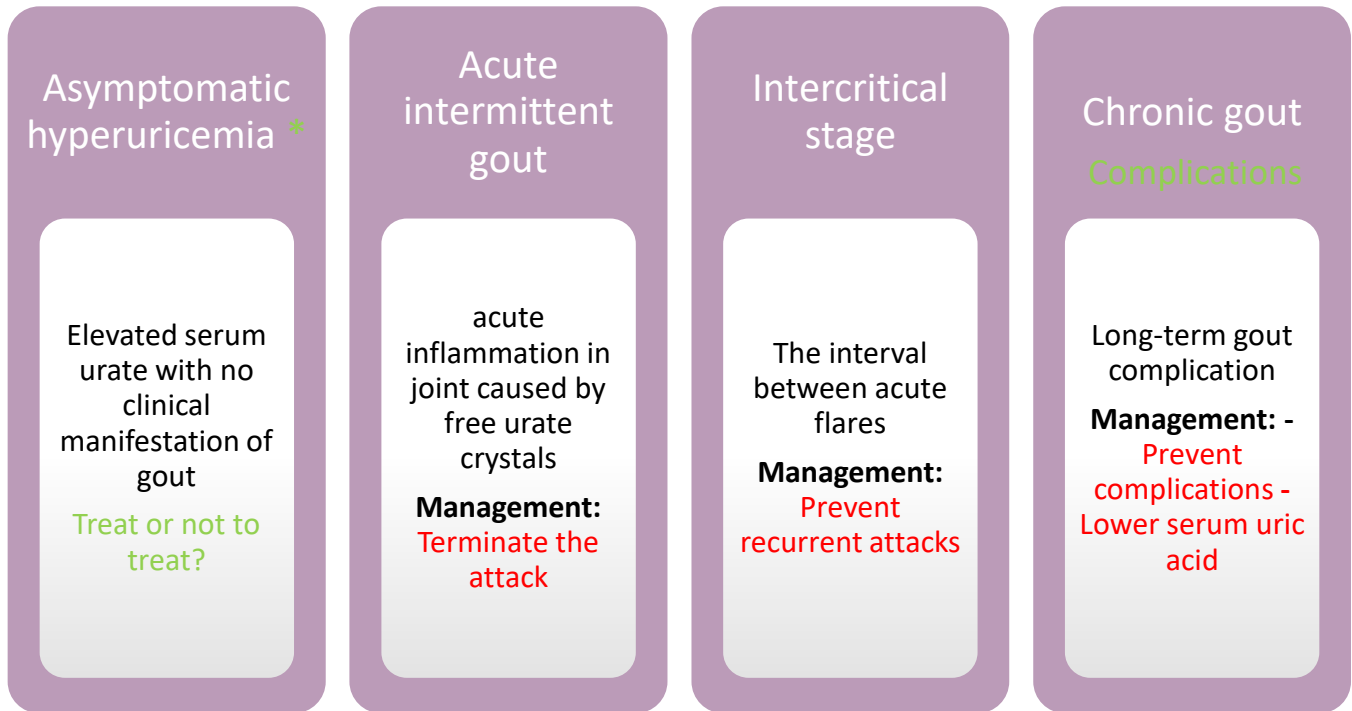 Asymptomatic
hyperuricemia *
Elevated serum
urate with no
clinical
manifestation of
gout
Treat or not to
treat?
Acute
intermittent
gout
acute
inflammation in
joint caused by
free urate
crystals
Management:
Terminate the
attack
Intercritical
stage
The interval
between acute
flares
Management:
Prevent
recurrent attacks
Chronic gout
Complications
Long-term gout
complication
Management: -
Prevent
complications -
Lower serum uric
acid